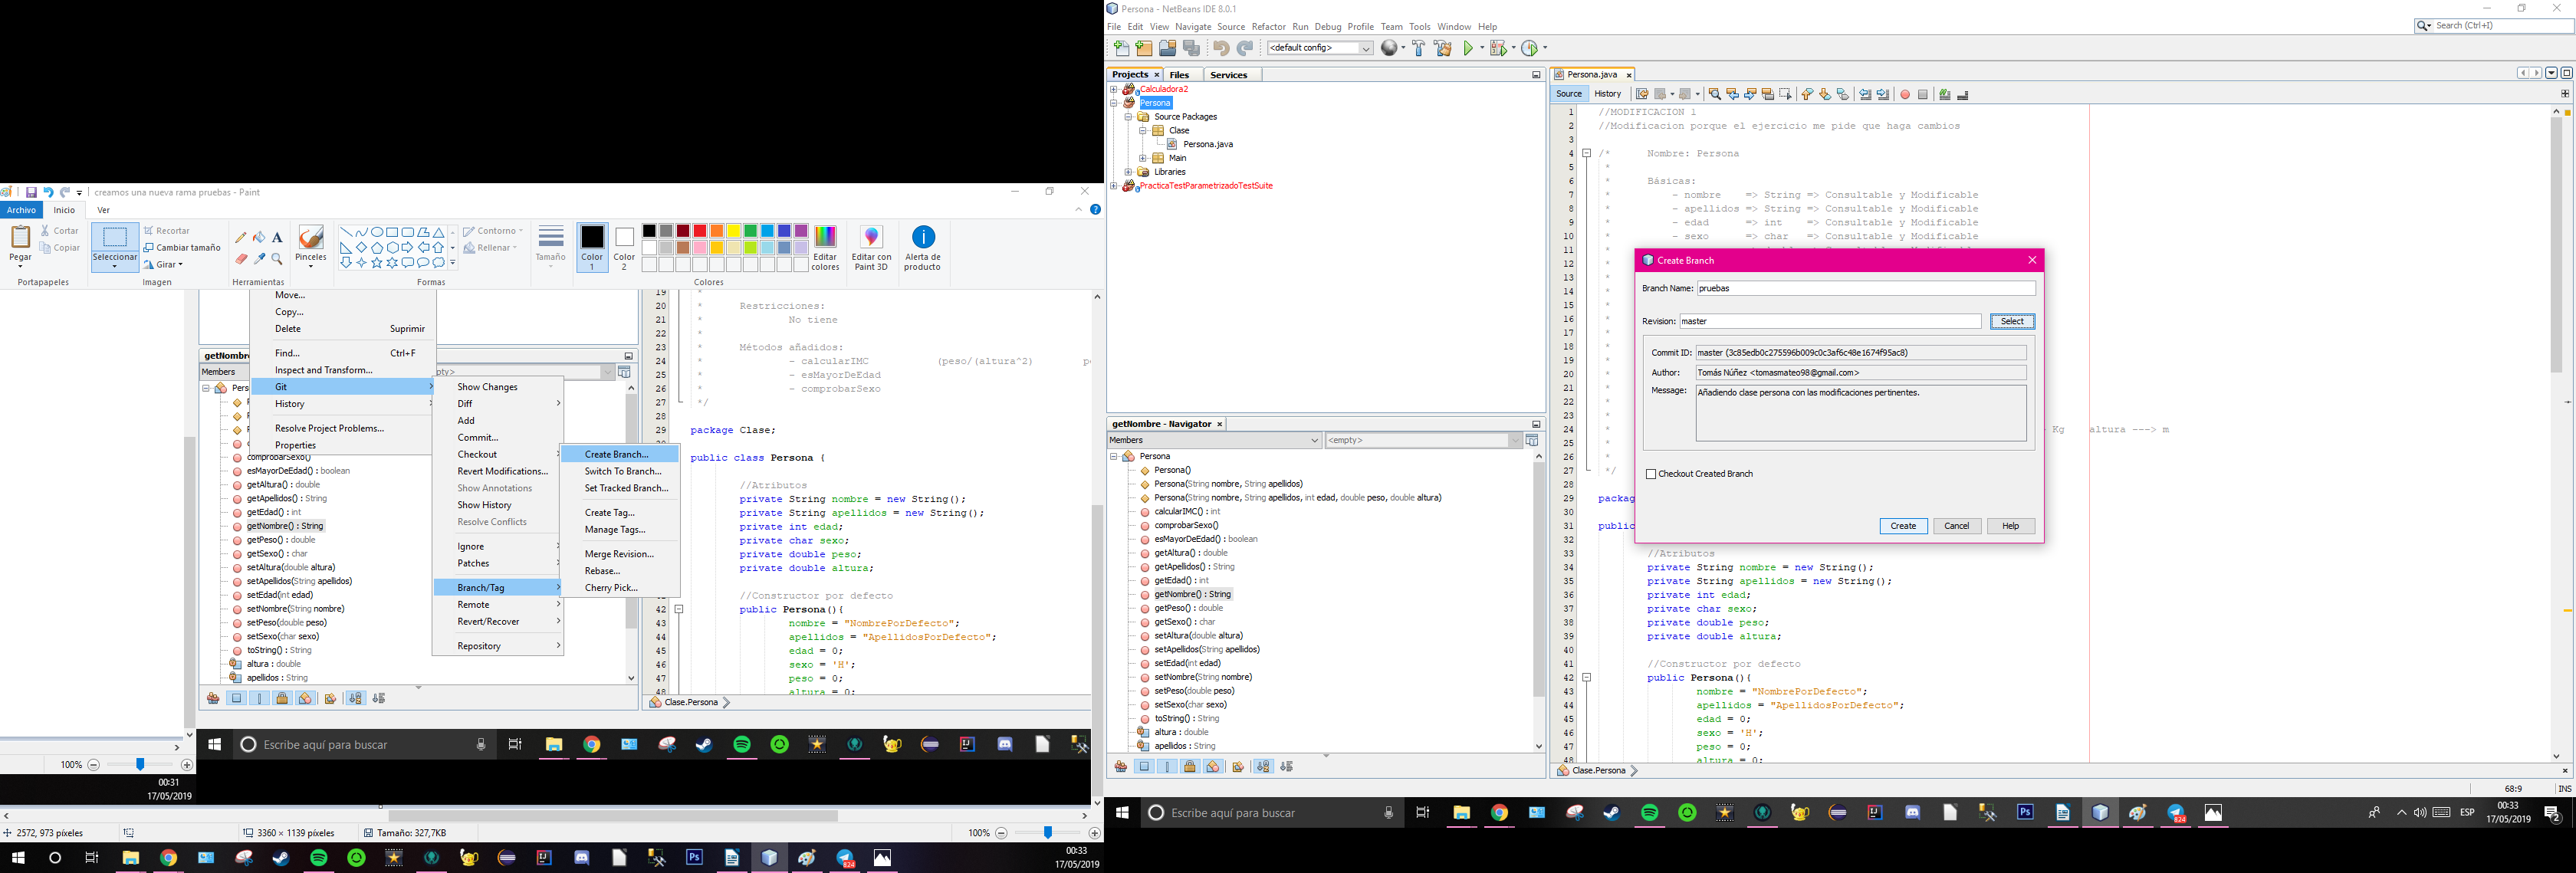 creamos una nueva rama pruebas - Paint
Archivo Inicio Ver
Pegar
Cortar
Copiar
Portapapeles
Seleccionar
Recortar
Cambiar tamaño
Girar
Imagen
Herramientas
Pinceles
Contorno
Rellenar
Formas
Tamaño
Color 1
Color 2
Editar colores
Colores
Editar con Paint 3D
Alerta de producto
Move...
Copy...
Delete Suprimir
Find... Ctrl+F
Inspect and Transform...
Git
History
Resolve Project Problems...
Properties
Show Changes
Diff
Add
Commit...
Checkout
Revert Modifications...
Show Annotations
Show History
Resolve Conflicts
Ignore
Patches
Branch/Tag
Remote
Revert/Recover
Repository
Create Branch...
Switch To Branch...
Set Tracked Branch...
Create Tag...
Manage Tags...
Merge Revision...
Rebase...
Cherry Pick...
getNombre
Members
comprobarSexo()
esMayorDeEdad() : boolean
getAltura() : double
getApellidos() : String
getEdad() : int
getNombre() : String
getPeso() : double
getSexo() : char
setAltura(double altura)
setApellidos(String apellidos)
setEdad(int edad)
setNombre(String nombre)
setPeso(double peso)
setSexo(char sexo)
toString() : String
altura : double
apellidos : String
19 *
20 * Restricciones:
21 * No tiene
22 *
23 * Métodos añadidos:
24 * - calcularIMC (peso/(altura^2)
25 * - esMayorDeEdad
26 * - comprobarSexo
27 */
28
29 package Clase;
public class Persona {
//Atributos
private String nombre = new String();
private String apellidos = new String();
private int edad;
private char sexo;
private double peso;
private double altura;
//Constructor por defecto
42 public Persona(){
43 nombre = "NombrePorDefecto";
44 apellidos = "ApellidosPorDefecto";
45 edad = 0;
46 sexo = 'H';
47 peso = 0;
48 altura = 0;
Clase.Persona
Escribe aquí para buscar
100%
00:31
17/05/2019
2572, 973 píxeles
3360 × 1139 píxeles
Tamaño: 327,7KB
100%
00:33
17/05/2019
Persona - NetBeans IDE 8.0.1
File Edit View Navigate Source Refactor Run Debug Profile Team Tools Window Help
Search (Ctrl+I)
<default config>
Projects Files Services
Calculadora2
Persona
Source Packages
Clase
Persona.java
Main
Libraries
PracticaTestParametrizadoTestSuite
getNombre - Navigator
Members <empty>
Persona
Persona()
Persona(String nombre, String apellidos)
Persona(String nombre, String apellidos, int edad, double peso, double altura)
calcularIMC() : int
comprobarSexo()
esMayorDeEdad() : boolean
getAltura() : double
getApellidos() : String
getEdad() : int
getNombre() : String
getPeso() : double
getSexo() : char
setAltura(double altura)
setApellidos(String apellidos)
setEdad(int edad)
setNombre(String nombre)
setPeso(double peso)
setSexo(char sexo)
toString() : String
altura : double
apellidos : String
Persona.java
Source History
1 //MODIFICACION 1
2 //Modificacion porque el ejercicio me pide que haga cambios
3
4 /* Nombre: Persona
5 *
6 * Básicas:
7 * - nombre => String => Consultable y Modificable
8 * - apellidos => String => Consultable y Modificable
9 * - edad => int => Consultable y Modificable
10 * - sexo => char => Consultable y Modificable
11
12
13
14
15
16
17
18
19
20
21
22
23
24 Kg altura ---> m
25
26
27 */
28
29 packag
30
31 public
32
33 //Atributos
34 private String nombre = new String();
35 private String apellidos = new String();
36 private int edad;
37 private char sexo;
38 private double peso;
39 private double altura;
40
41 //Constructor por defecto
42 public Persona(){
43 nombre = "NombrePorDefecto";
44 apellidos = "ApellidosPorDefecto";
45 edad = 0;
46 sexo = 'H';
47 peso = 0;
48 altura = 0;
Clase.Persona
68:9 INS
Create Branch
Branch Name: pruebas
Revision: master Select
Commit ID: master (3c85edb0c275596b009c0c3af6c48e1674f95ac8)
Author: Tomás Núñez <tomasmateo98@gmail.com>
Message: Añadiendo clase persona con las modificaciones pertinentes.
Checkout Created Branch
Create Cancel Help
Escribe aquí para buscar
ESP
00:33
17/05/2019